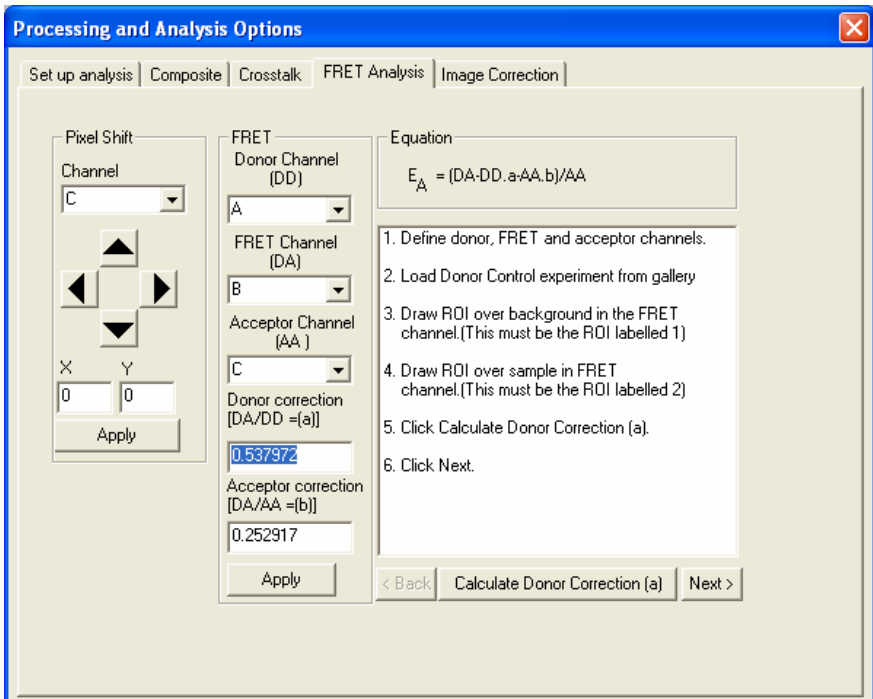 Processing and Analysis Options
Set up analysis
Composite
Crosstalk
FRET Analysis
Image Correction
Pixel Shift
Channel
C
X Y
0 0
Apply
FRET
Donor Channel
(DD)
A
FRET Channel
(DA)
B
Acceptor Channel
(AA )
C
Donor correction
[DA/DD =(a)]
0.537972
Acceptor correction
[DA/AA =(b)]
0.252917
Apply
Equation
EA = (DA-DD.a-AA.b)/AA
1. Define donor, FRET and acceptor channels.
2. Load Donor Control experiment from gallery
3. Draw ROI over background in the FRET
channel.(This must be the ROI labelled 1)
4. Draw ROI over sample in FRET
channel.(This must be the ROI labelled 2)
5. Click Calculate Donor Correction (a).
6. Click Next.
< Back
Calculate Donor Correction (a)
Next >